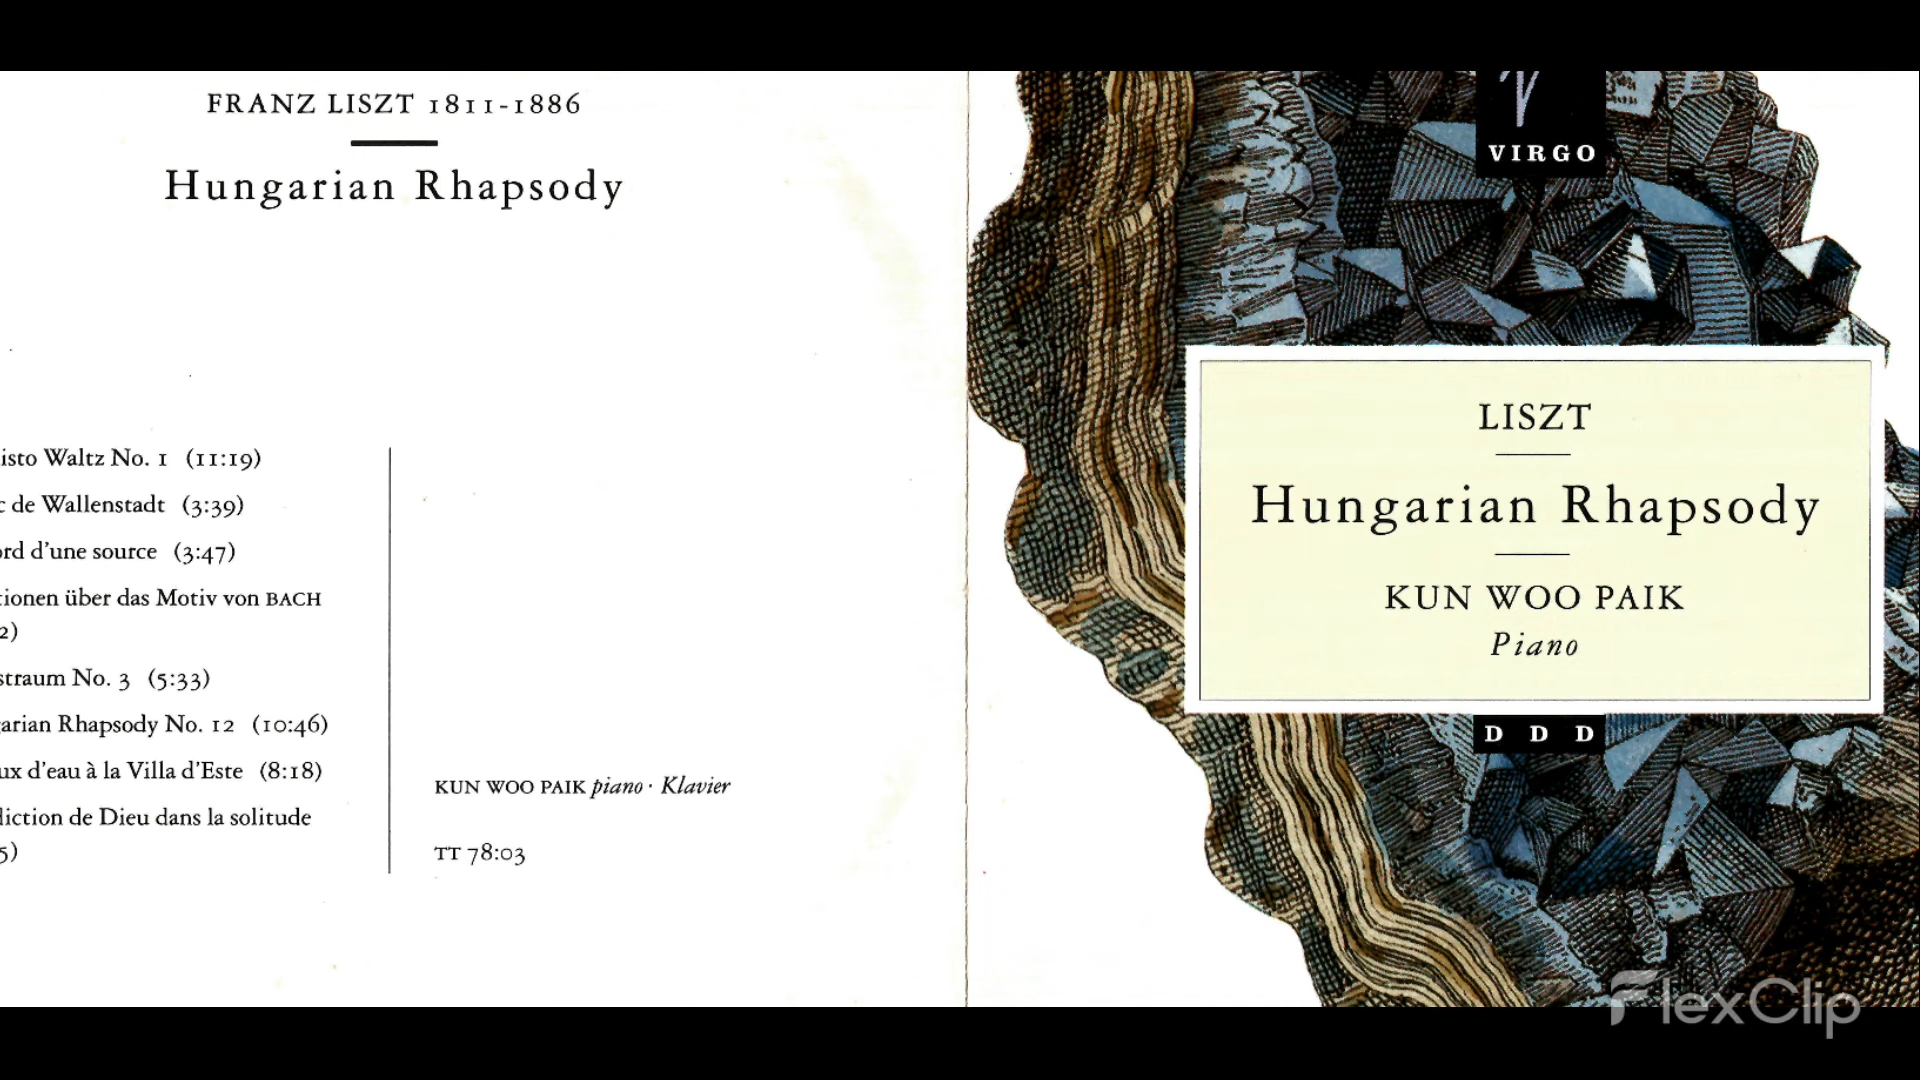 FRANZ LISZT 1811-1886
Hungarian Rhapsody
isto Waltz No. 1 (11:19)
c de Wallenstadt (3:39)
ord d'une source (3:47)
tionen über das Motiv von BACH
2)
straum No. 3 (5:33)
garian Rhapsody No. 12 (10:46)
ux d'eau à la Villa d'Este (8:18)
diction de Dieu dans la solitude
5)
KUN WOO PAIK piano · Klavier
TT 78:03
V
VIRGO
LISZT
Hungarian Rhapsody
KUN WOO PAIK
Piano
D D D
FlexClip